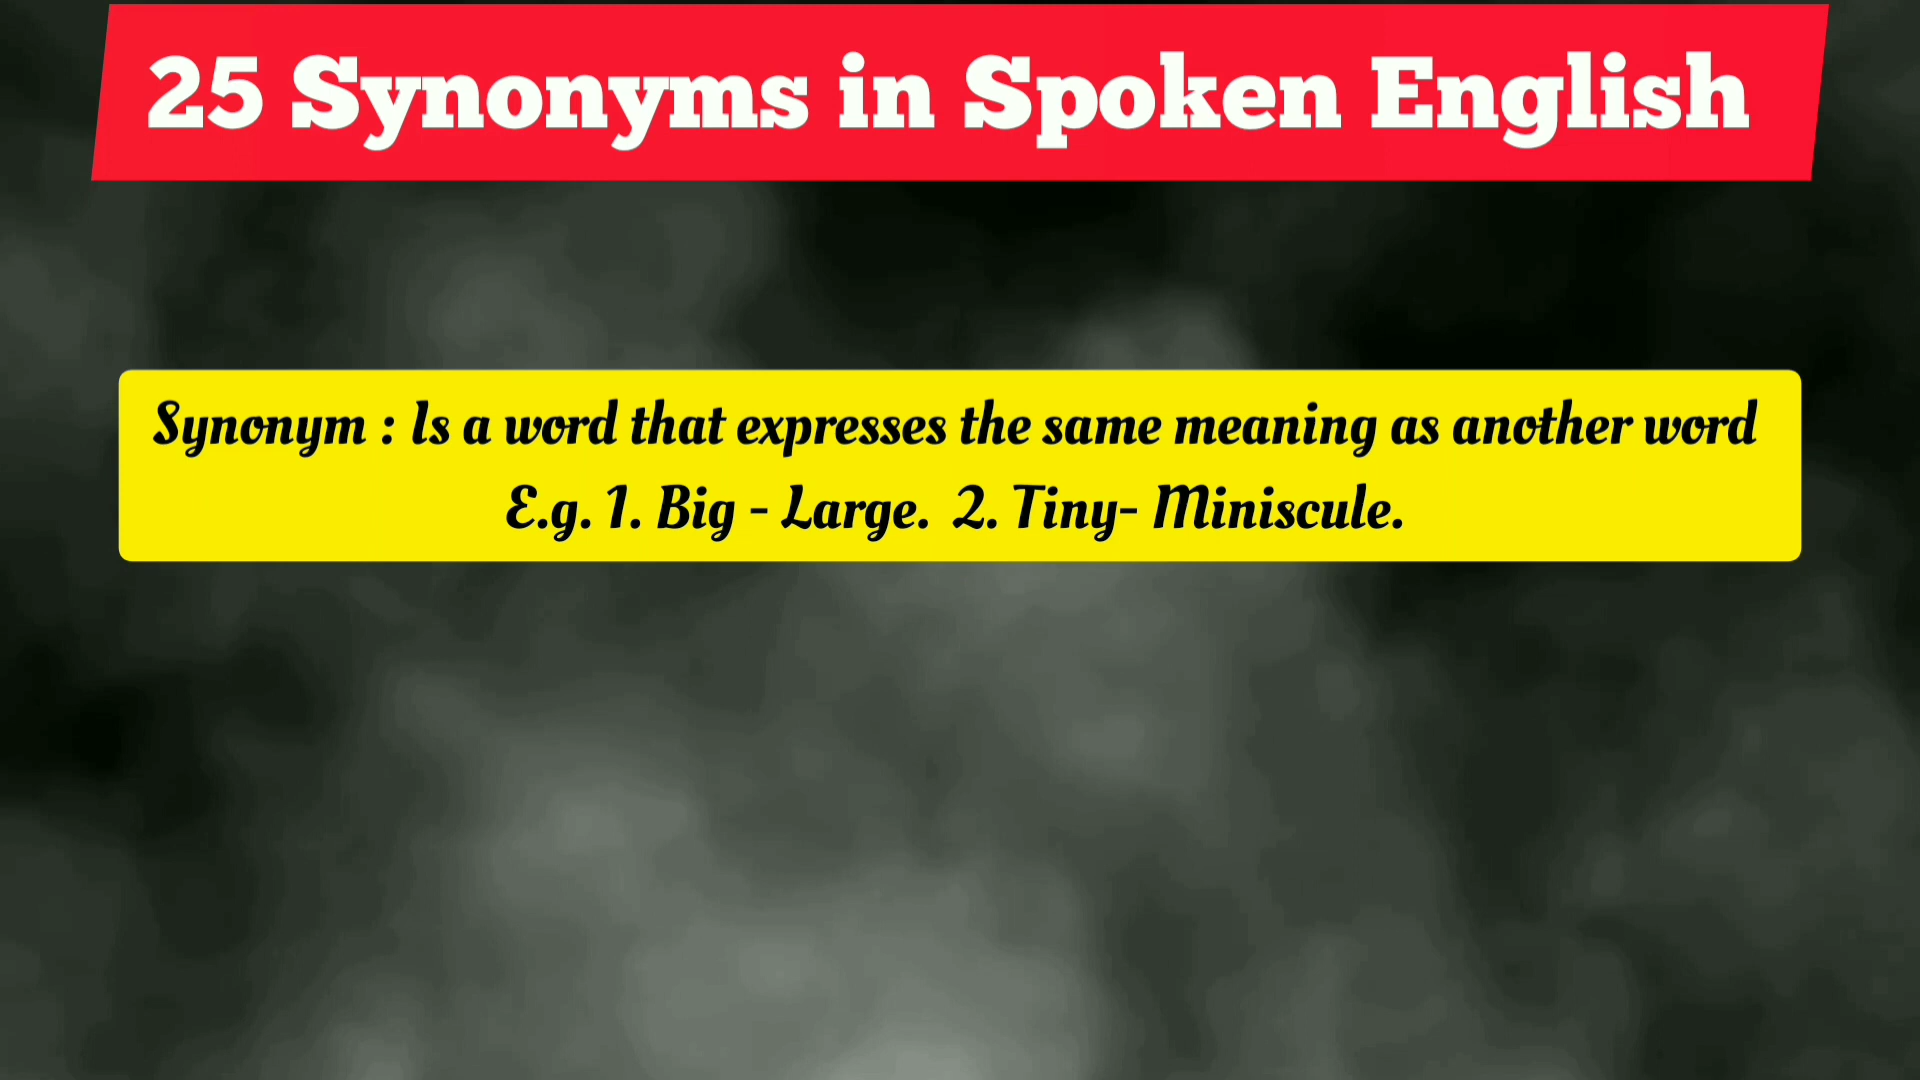 25 Synonyms in Spoken English
Synonym : Is a word that expresses the same meaning as another word
E.g. 1. Big - Large. 2. Tiny- Miniscule.